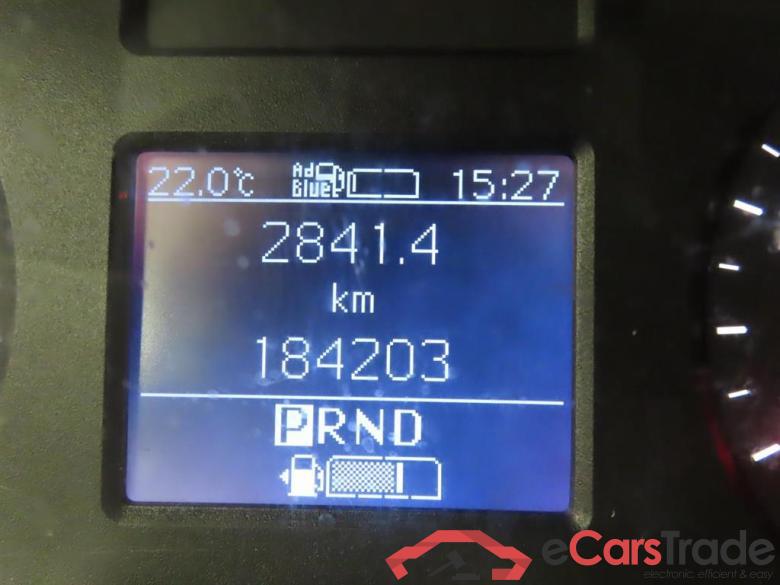 22.0°C Ad Blue 15:27
2841.4
km
184203
PRND
eCarsTrade
electronic, efficient & easy